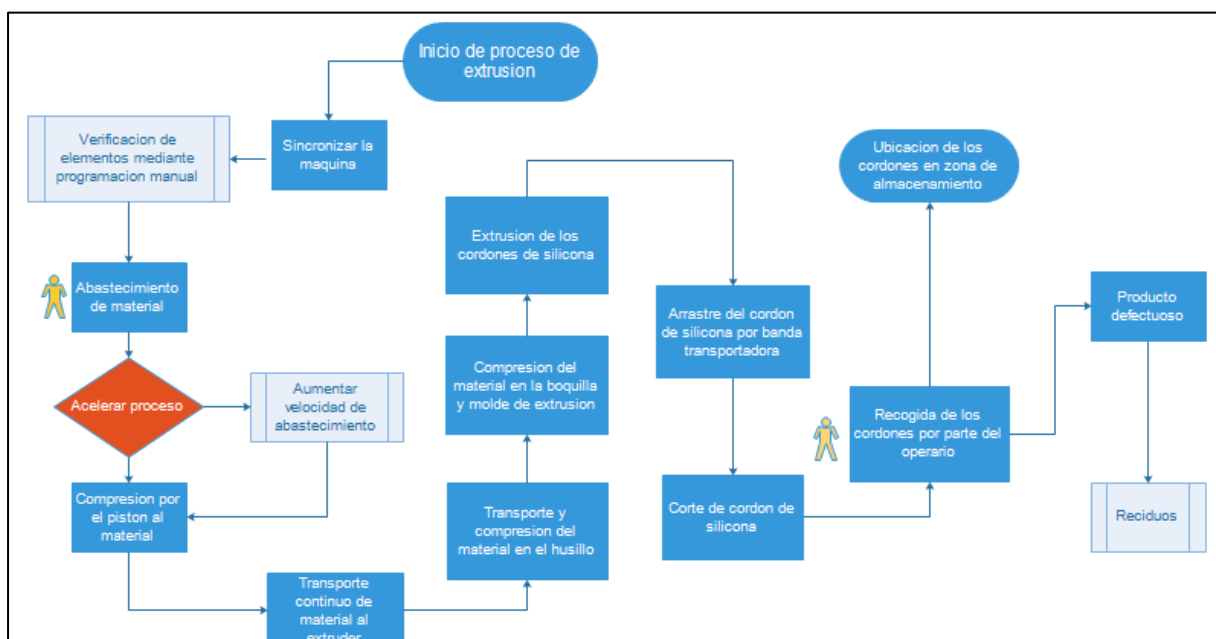 Inicio de proceso de
extrusion
Sincronizar la
maquina
Verificacion de
elementos mediante
programacion manual
Abastecimiento
de material
Acelerar proceso
Aumentar
velocidad de
abastecimiento
Compresion por
el piston al
material
Transporte
continuo de
material al
extruder
Transporte y
compresion del
material en el husillo
Compresion del
material en la boquilla
y molde de extrusion
Extrusion de los
cordones de silicona
Arrastre del cordon
de silicona por banda
transportadora
Corte de cordon de
silicona
Recogida de los
cordones por parte del
operario
Ubicacion de los
cordones en zona de
almacenamiento
Producto
defectuoso
Reciduos